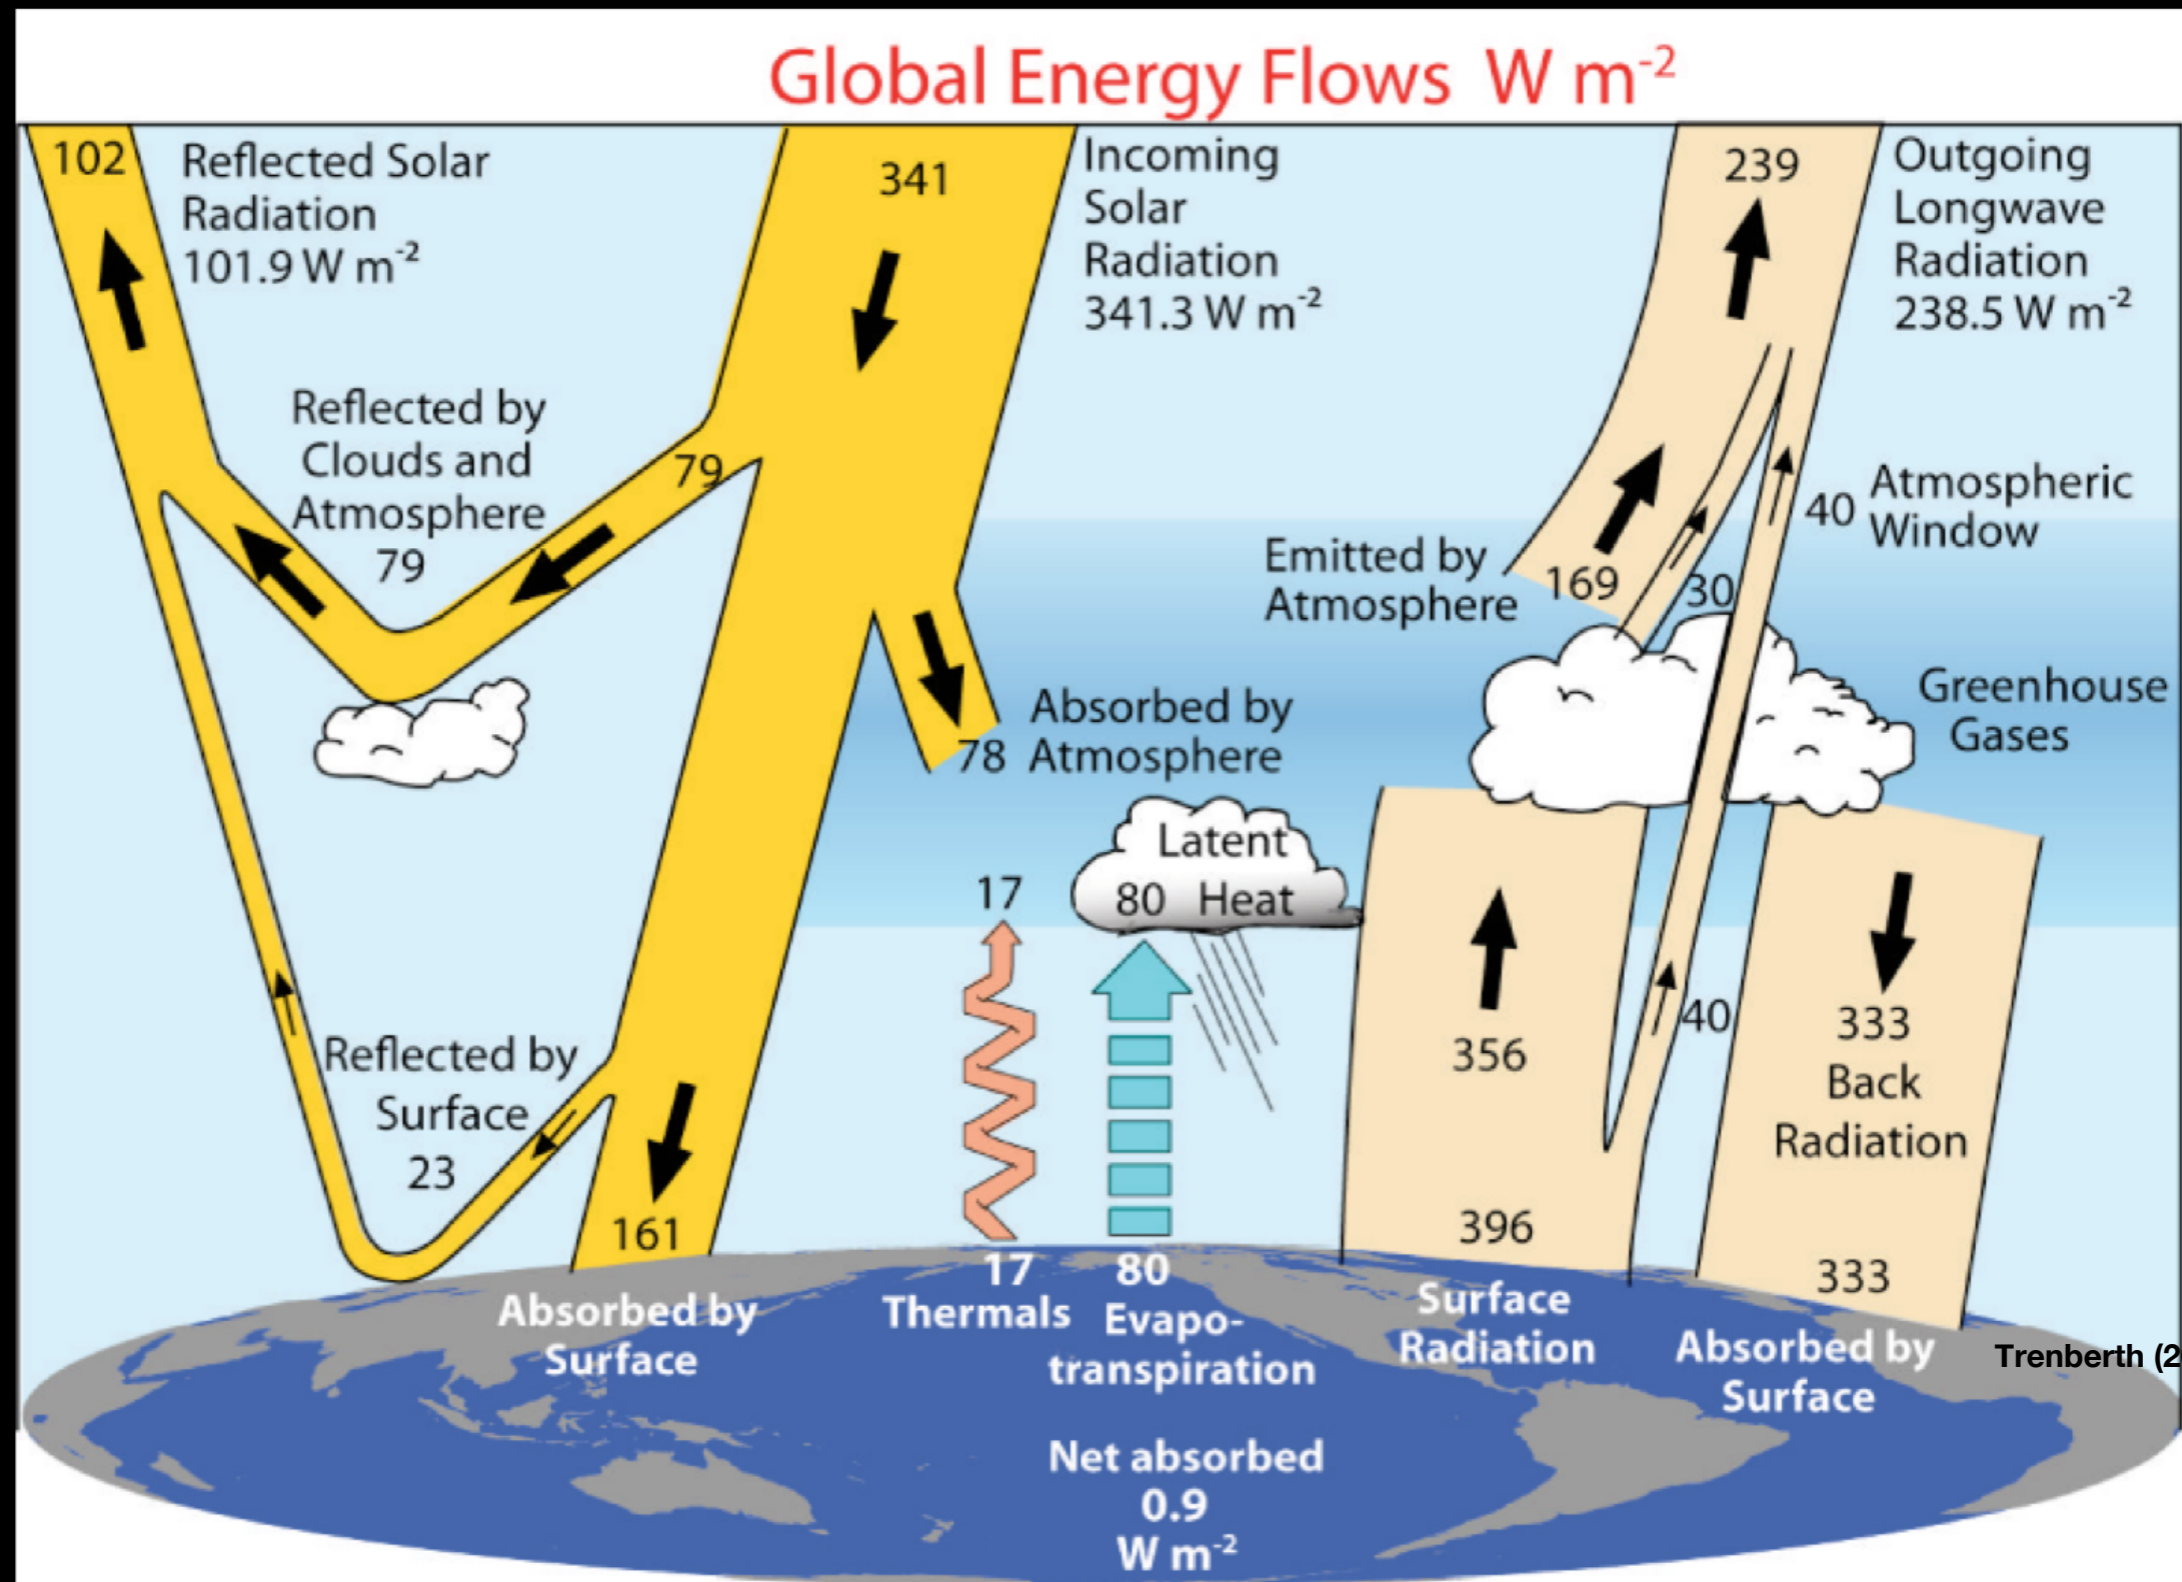 Global Energy Flows W m⁻²
102
Reflected Solar
Radiation
101.9 W m⁻²
341
Incoming
Solar
Radiation
341.3 W m⁻²
239
Outgoing
Longwave
Radiation
238.5 W m⁻²
Reflected by
Clouds and
Atmosphere
79
79
Emitted by
Atmosphere
169
30
40
Atmospheric
Window
Greenhouse
Gases
Absorbed by
78 Atmosphere
Latent
80 Heat
17
356
40
333
Back
Radiation
Reflected by
Surface
23
161
396
333
Absorbed by
Surface
17
Thermals
80
Evapo-
transpiration
Surface
Radiation
Absorbed by
Surface
Trenberth (2
Net absorbed
0.9
W m⁻²